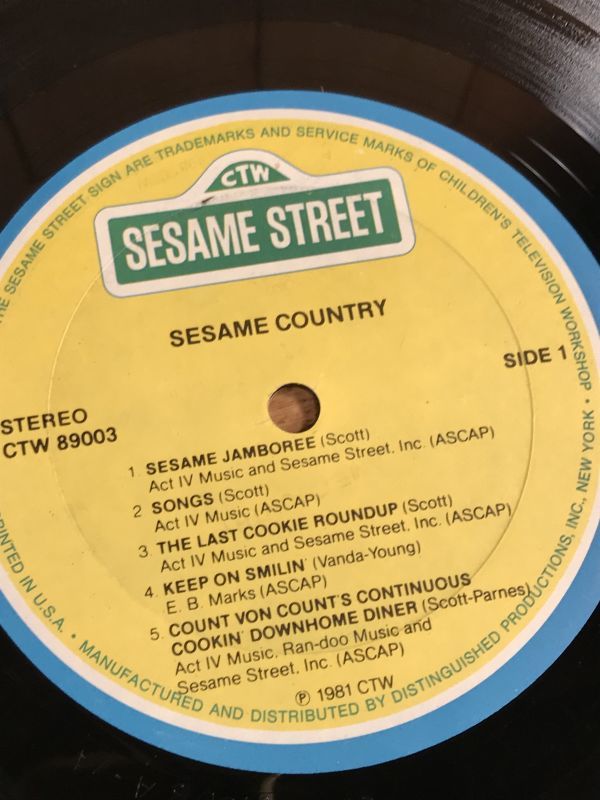 THE SESAME STREET SIGN ARE TRADEMARKS AND SERVICE MARKS OF CHILDREN'S TELEVISION WORKSHOP
CTW
SESAME STREET
SESAME COUNTRY
SIDE 1
STEREO
CTW 89003
1 SESAME JAMBOREE (Scott)
Act IV Music and Sesame Street, Inc. (ASCAP)
2 SONGS (Scott)
Act IV Music (ASCAP)
3. THE LAST COOKIE ROUNDUP (Scott)
Act IV Music and Sesame Street, Inc. (ASCAP)
4. KEEP ON SMILIN' (Vanda-Young)
E. B. Marks (ASCAP)
5. COUNT VON COUNT'S CONTINUOUS
COOKIN' DOWNHOME DINER (Scott-Parnes)
Act IV Music, Ran-doo Music and
Sesame Street, Inc. (ASCAP)
Ⓟ 1981 CTW
PRINTED IN U.S.A. • MANUFACTURED AND DISTRIBUTED BY DISTINGUISHED PRODUCTIONS, INC., NEW YORK •